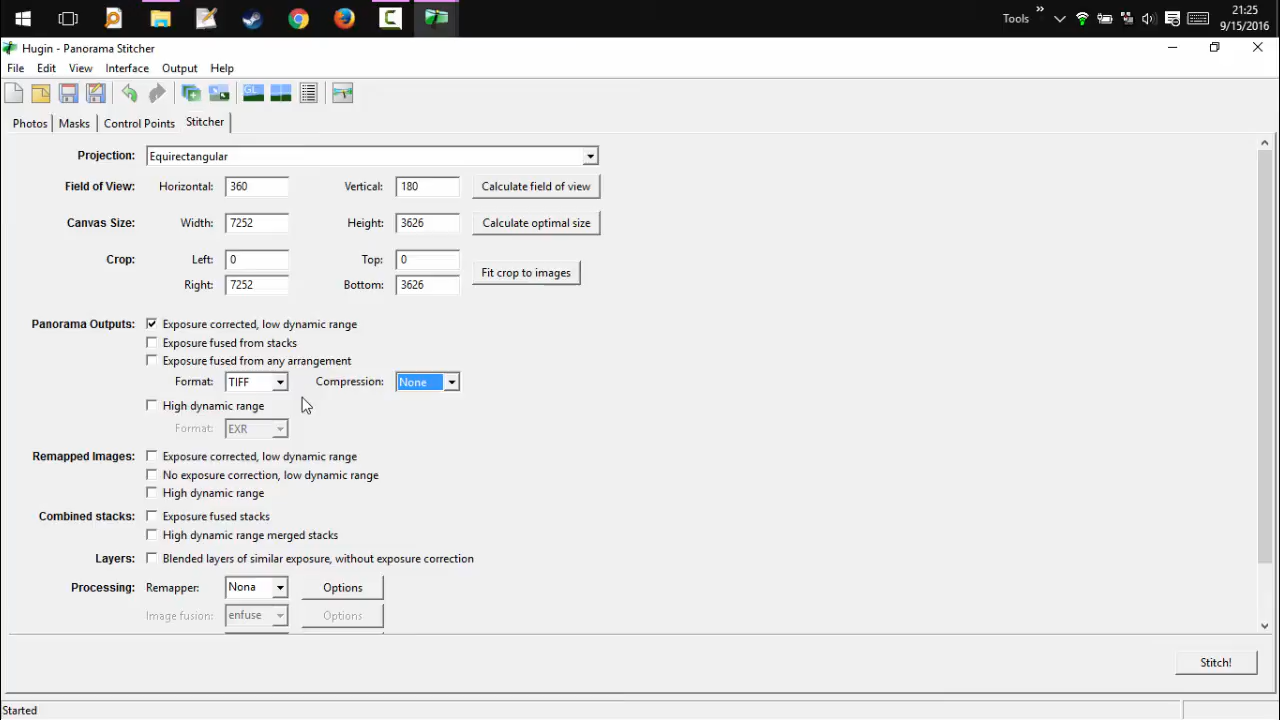 Tools » 21:25
9/15/2016
Hugin - Panorama Stitcher
File Edit View Interface Output Help
GL
Photos Masks Control Points Stitcher
Projection: Equirectangular
Field of View: Horizontal: 360 Vertical: 180 Calculate field of view
Canvas Size: Width: 7252 Height: 3626 Calculate optimal size
Crop: Left: 0 Top: 0 Fit crop to images
Right: 7252 Bottom: 3626
Panorama Outputs: Exposure corrected, low dynamic range
Exposure fused from stacks
Exposure fused from any arrangement
Format: TIFF Compression: None
High dynamic range
Format: EXR
Remapped Images: Exposure corrected, low dynamic range
No exposure correction, low dynamic range
High dynamic range
Combined stacks: Exposure fused stacks
High dynamic range merged stacks
Layers: Blended layers of similar exposure, without exposure correction
Processing: Remapper: Nona Options
Image fusion: enfuse Options
Stitch!
Started